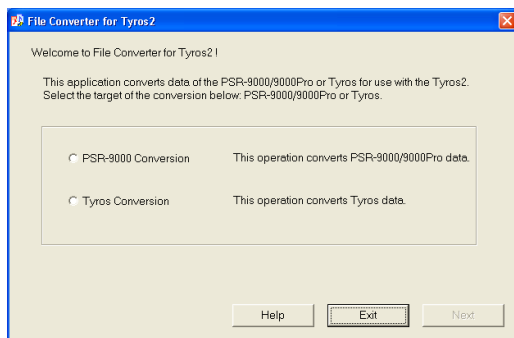 File Converter for Tyros2
Welcome to File Converter for Tyros2 !
This application converts data of the PSR-9000/9000Pro or Tyros for use with the Tyros2.
Select the target of the conversion below: PSR-9000/9000Pro or Tyros.
PSR-9000 Conversion This operation converts PSR-9000/9000Pro data.
Tyros Conversion This operation converts Tyros data.
Help Exit Next